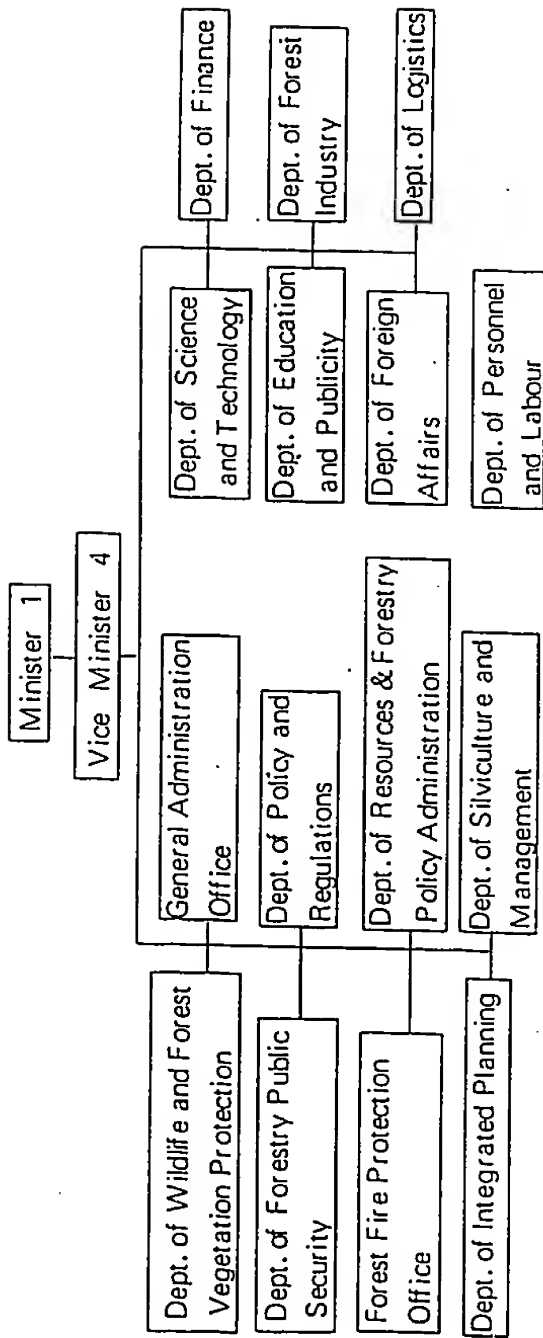 Minister 1
Vice Minister 4
Dept. of Wildlife and Forest
Vegetation Protection
General Administration
Office
Dept. of Science
and Technology
Dept. of Finance
Dept. of Forestry Public
Security
Dept. of Policy and
Regulations
Dept. of Education
and Publicity
Dept. of Forest
Industry
Forest Fire Protection
Office
Dept. of Resources & Forestry
Policy Administration
Dept. of Foreign
Affairs
Dept. of Logistics
Dept. of Integrated Planning
Dept. of Silviculture and
Management
Dept. of Personnel
and Labour